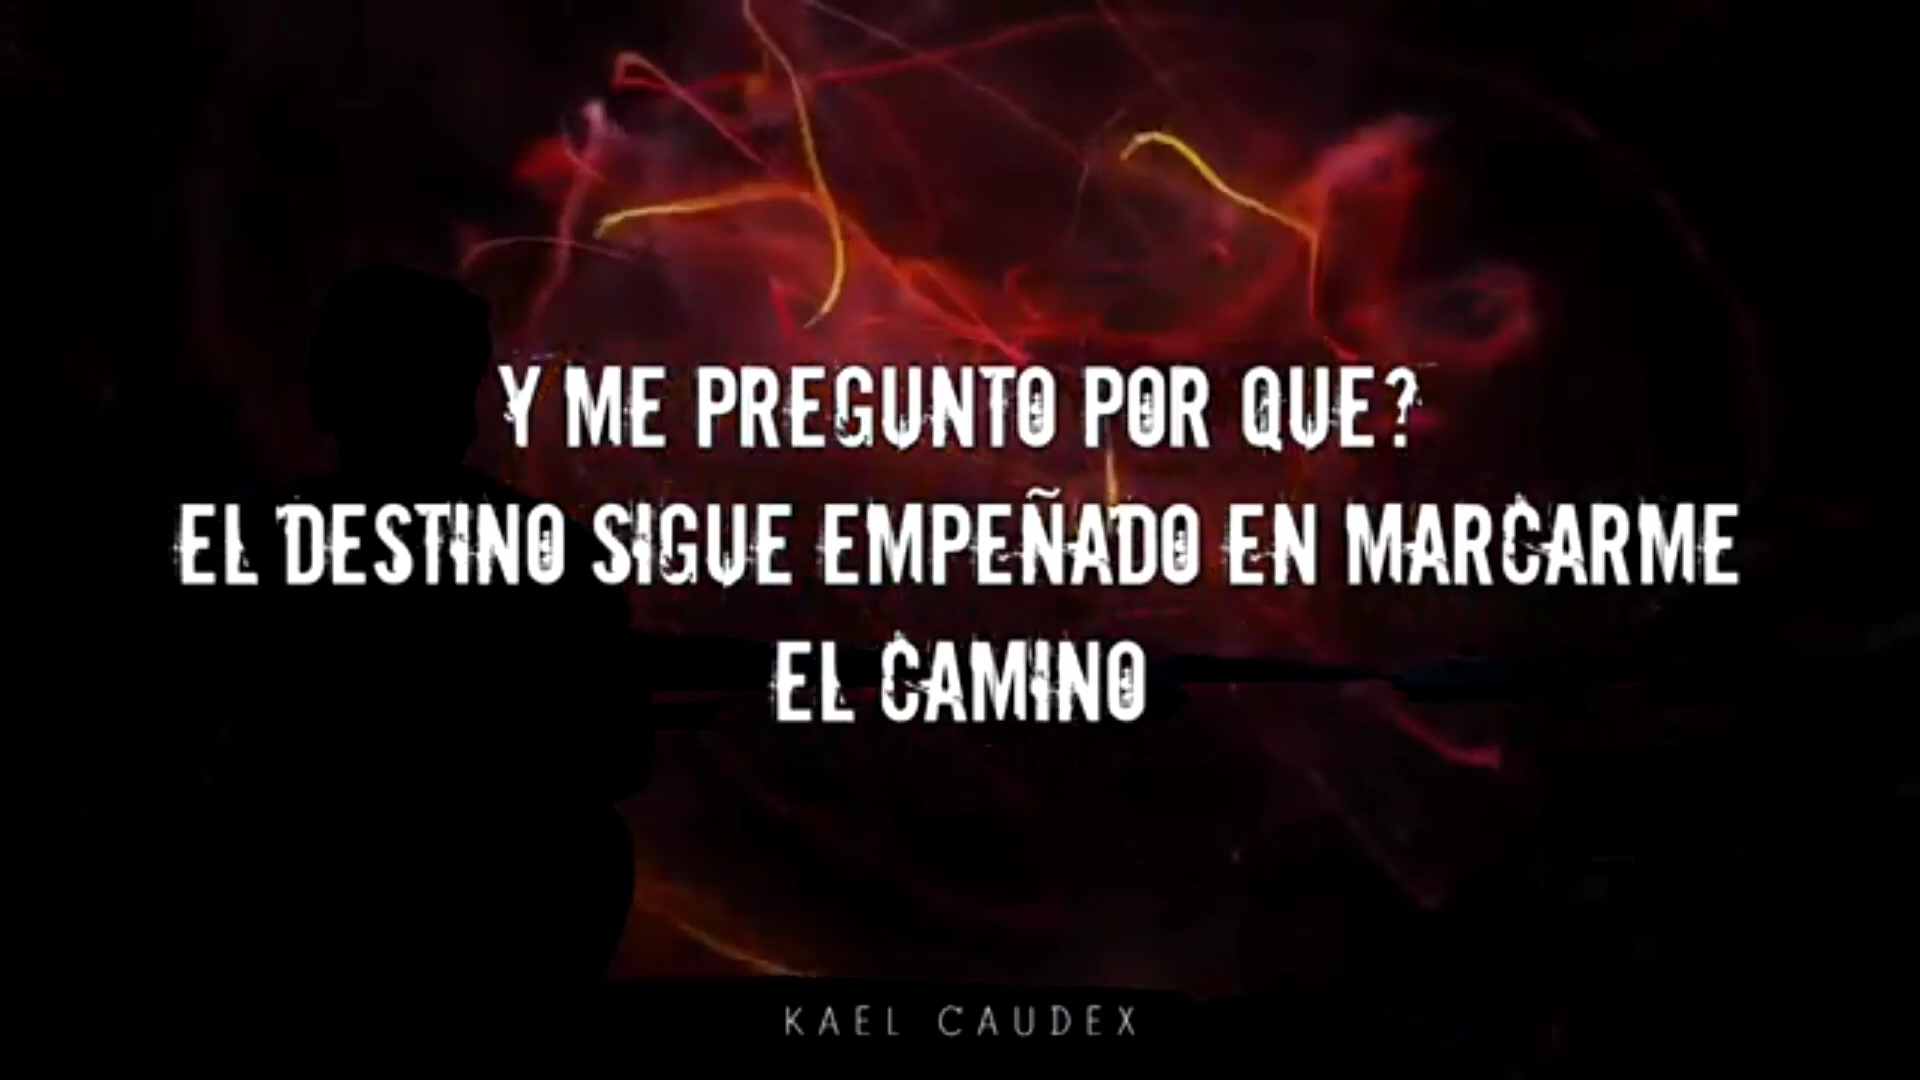 Y ME PREGUNTO POR QUE?
EL DESTINO SIGUE EMPEÑADO EN MARCARME
EL CAMINO
KAEL CAUDEX